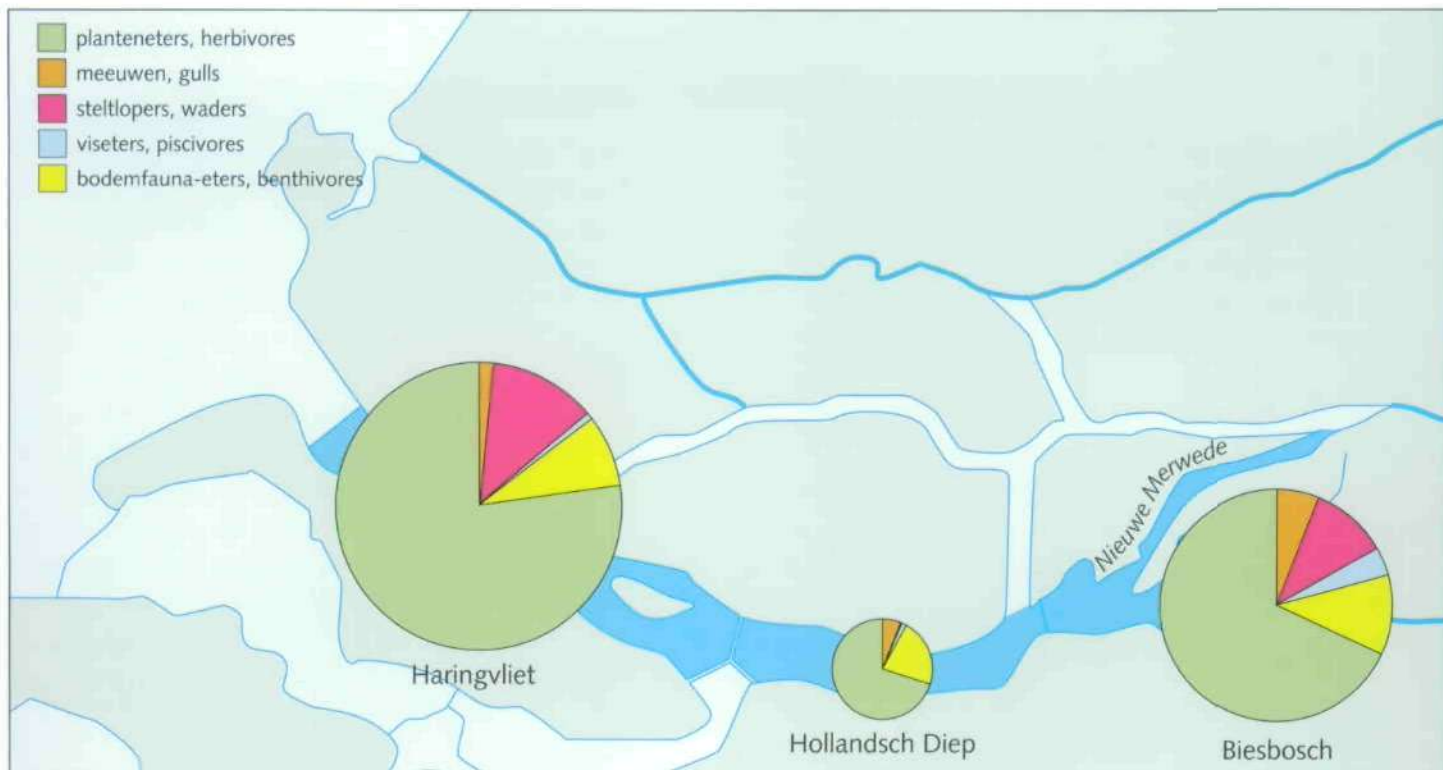 planteneters, herbivores
meeuwen, gulls
steltlopers, waders
viseters, piscivores
bodemfauna-eters, benthivores
Nieuwe Merwede
Haringvliet
Hollandsch Diep
Biesbosch